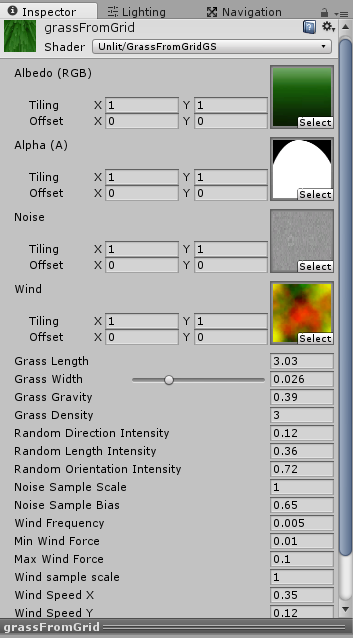 Inspector Lighting Navigation
grassFromGrid
Shader Unlit/GrassFromGridGS
Albedo (RGB)
Tiling X 1 Y 1
Offset X 0 Y 0
Select
Alpha (A)
Tiling X 1 Y 1
Offset X 0 Y 0
Select
Noise
Tiling X 1 Y 1
Offset X 0 Y 0
Select
Wind
Tiling X 1 Y 1
Offset X 0 Y 0
Select
Grass Length 3.03
Grass Width 0.026
Grass Gravity 0.39
Grass Density 3
Random Direction Intensity 0.12
Random Length Intensity 0.36
Random Orientation Intensity 0.72
Noise Sample Scale 1
Noise Sample Bias 0.65
Wind Frequency 0.005
Min Wind Force 0.01
Max Wind Force 0.1
Wind sample scale 1
Wind Speed X 0.35
Wind Speed Y 0.12
grassFromGrid